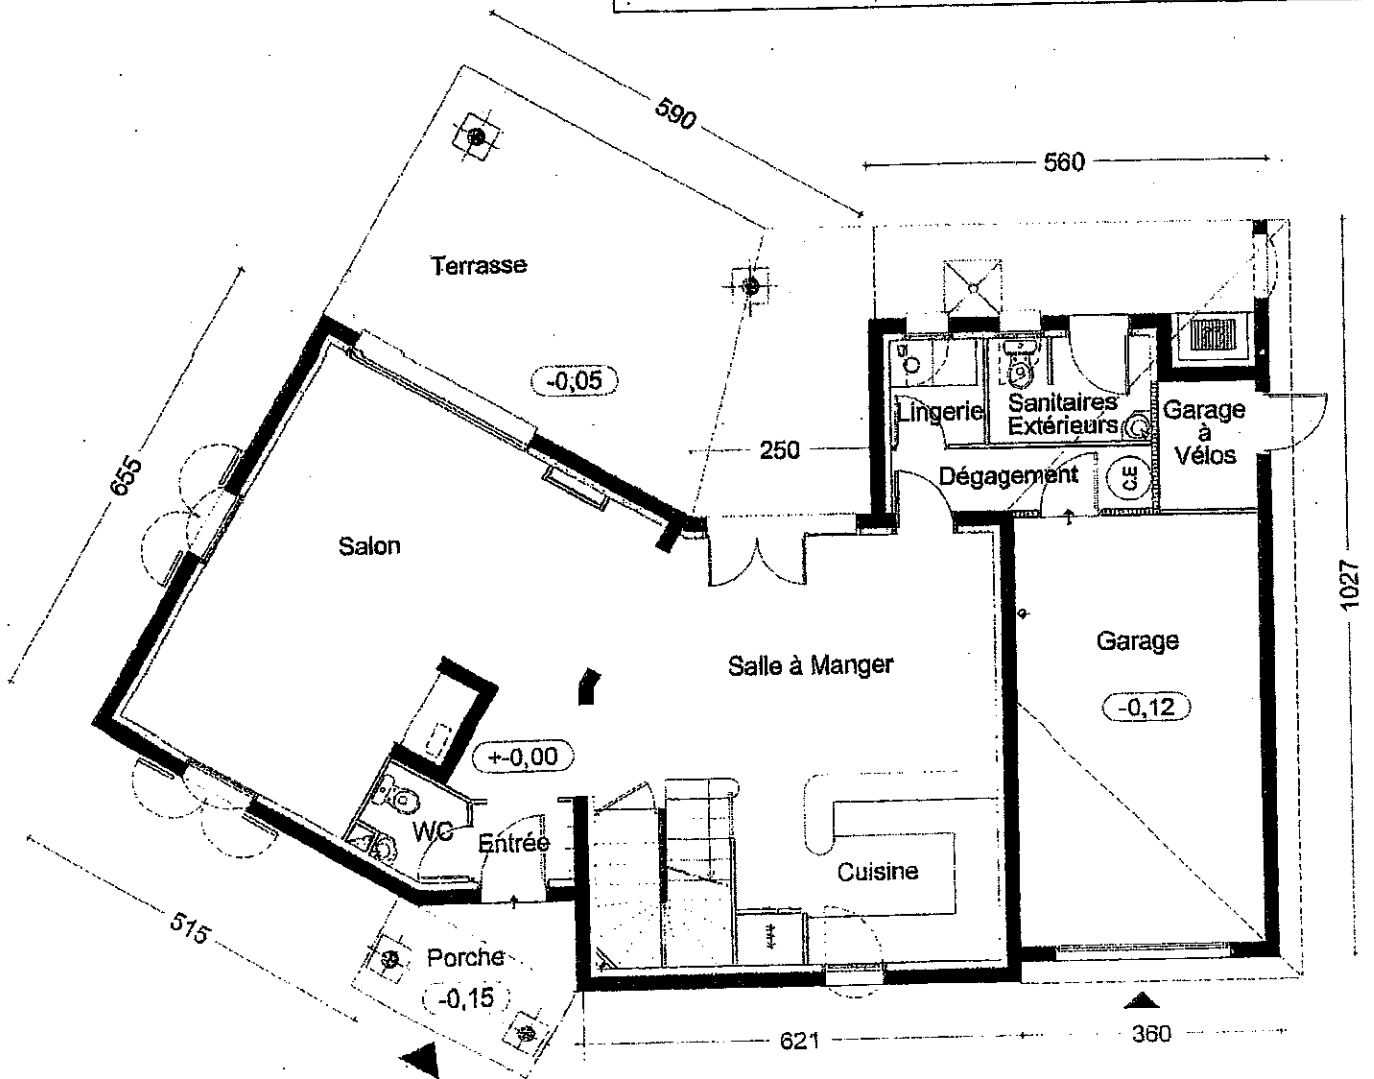 590
560
Terrasse
-0,05
655
250
Lingerie
Sanitaires
Extérieurs
Garage
à
Vélos
Dégagement
C.E
Salon
1027
Salle à Manger
Garage
-0,12
+-0,00
WC
Entrée
Cuisine
515
Porche
-0,15
621
360